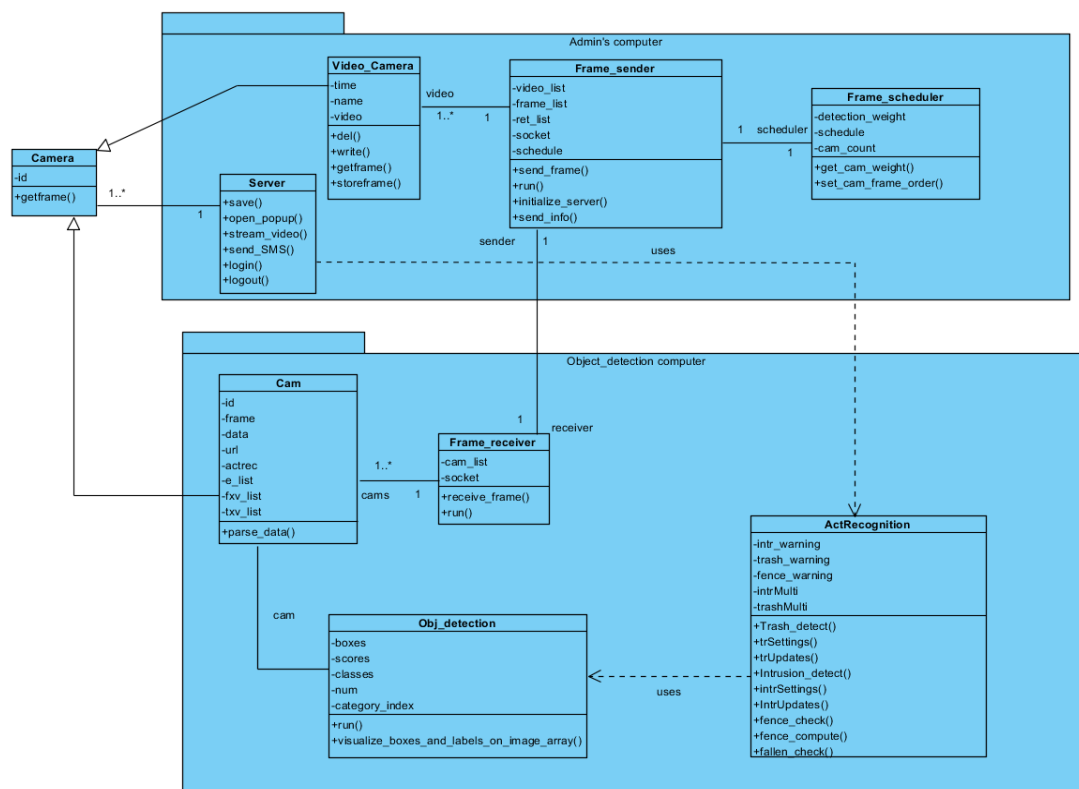 Admin's computer
Video_Camera
-time
-name
-video
+del()
+write()
+getframe()
+storeframe()
video
1..*
1
Frame_sender
-video_list
-frame_list
-ret_list
-socket
-schedule
+send_frame()
+run()
+initialize_server()
+send_info()
1
scheduler
1
Frame_scheduler
-detection_weight
-schedule
-cam_count
+get_cam_weight()
+set_cam_frame_order()
Camera
-id
+getframe()
1..*
1
Server
+save()
+open_popup()
+stream_video()
+send_SMS()
+login()
+logout()
sender
1
uses
Object_detection computer
Cam
-id
-frame
-data
-url
-actrec
-e_list
-fxv_list
-txv_list
+parse_data()
1..*
cams
1
1
receiver
Frame_receiver
-cam_list
-socket
+receive_frame()
+run()
ActRecognition
-intr_warning
-trash_warning
-fence_warning
-intrMulti
-trashMulti
+Trash_detect()
+trSettings()
+trUpdates()
+Intrusion_detect()
+intrSettings()
+IntrUpdates()
+fence_check()
+fence_compute()
+fallen_check()
cam
Obj_detection
-boxes
-scores
-classes
-num
-category_index
+run()
+visualize_boxes_and_labels_on_image_array()
uses